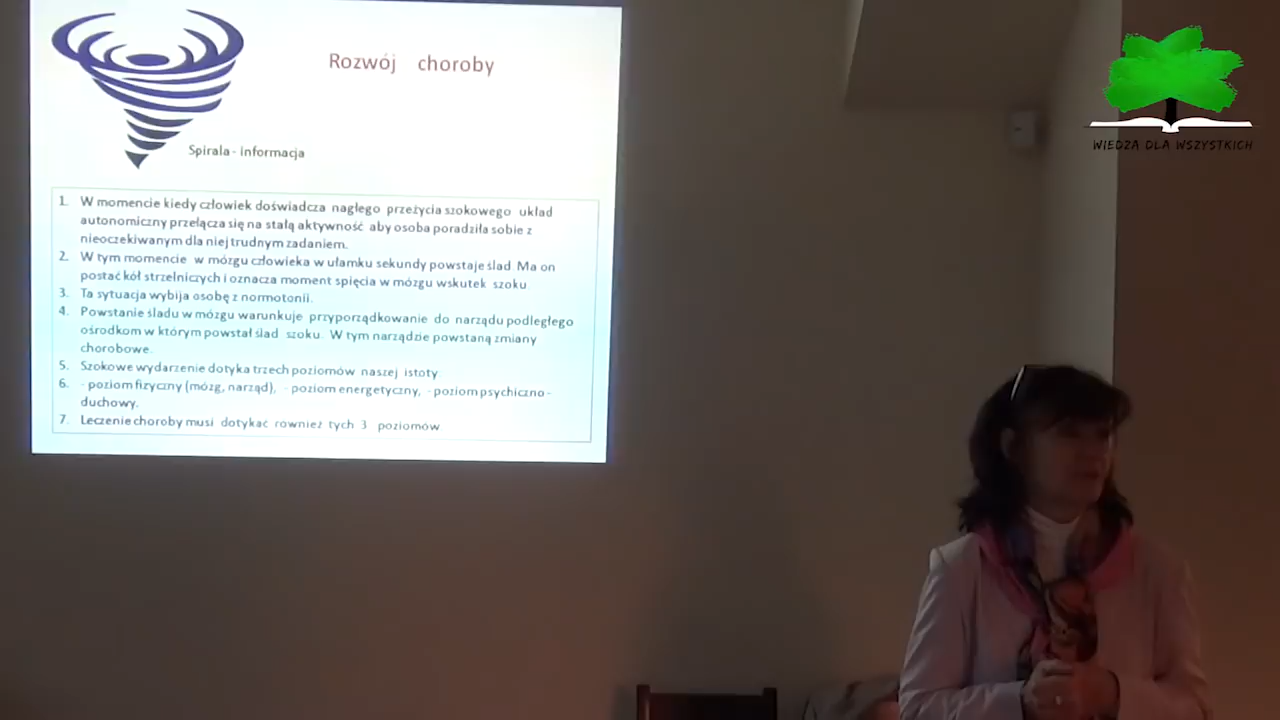 Rozwój choroby
Spirala - informacja
1. W momencie kiedy człowiek doświadcza nagłego przeżycia szokowego układ
autonomiczny przełącza się na stałą aktywność aby osoba poradziła sobie z
nieoczekiwanym dla niej trudnym zadaniem.
2. W tym momencie w mózgu człowieka w ułamku sekundy powstaje ślad. Ma on
postać kół strzelniczych i oznacza moment spięcia w mózgu wskutek szoku.
3. Ta sytuacja wybija osobę z normotonii.
4. Powstanie śladu w mózgu warunkuje przyporządkowanie do narządu podległego
ośrodkom w którym powstał ślad szoku. W tym narządzie powstaną zmiany
chorobowe.
5. Szokowe wydarzenie dotyka trzech poziomów naszej istoty
6. - poziom fizyczny (mózg, narząd), - poziom energetyczny, - poziom psychiczno -
duchowy.
7. Leczenie choroby musi dotykać również tych 3 poziomów
WIEDZA DLA WSZYSTKICH